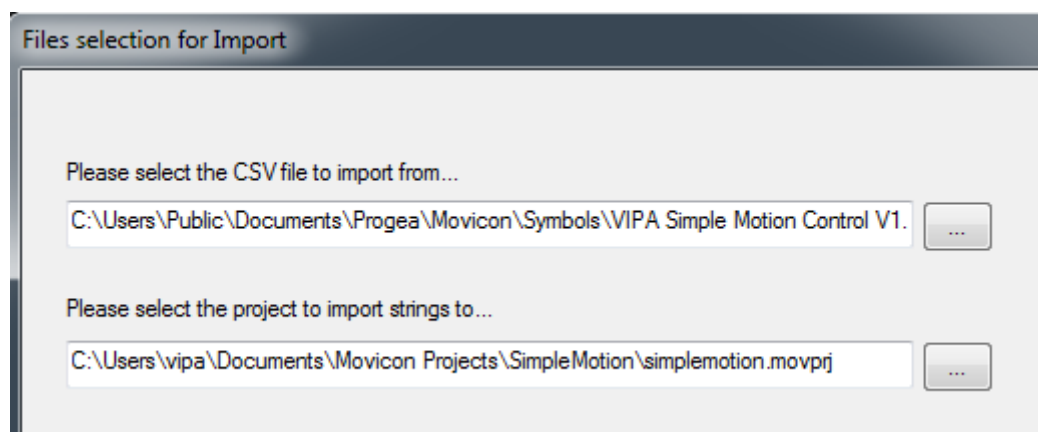 Files selection for Import
Please select the CSV file to import from...
C:\Users\Public\Documents\Progea\Movicon\Symbols\VIPA Simple Motion Control V1.
...
Please select the project to import strings to...
C:\Users\vipa\Documents\Movicon Projects\SimpleMotion\simplemotion.movprj
...